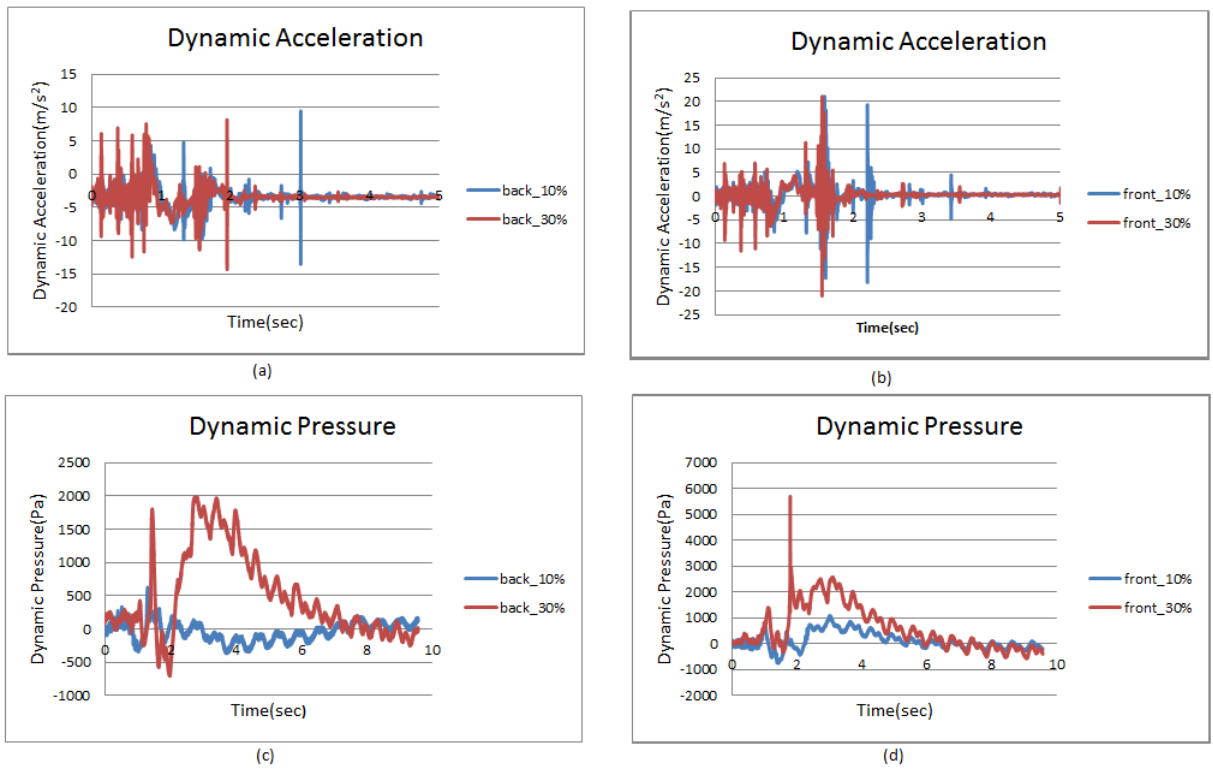 Dynamic Acceleration
Dynamic Acceleration(m/s²)
15
10
5
0
-5
-10
-15
-20
0 1 2 3 4 5
Time(sec)
back_10%
back_30%
(a)
Dynamic Acceleration
Dynamic Acceleration(m/s²)
25
20
15
10
5
0
-5
-10
-15
-20
-25
0 1 2 3 4 5
Time(sec)
front_10%
front_30%
(b)
Dynamic Pressure
Dynamic Pressure(Pa)
2500
2000
1500
1000
500
0
-500
-1000
0 2 4 6 8 10
Time(sec)
back_10%
back_30%
(c)
Dynamic Pressure
Dynamic Pressure(Pa)
7000
6000
5000
4000
3000
2000
1000
0
-1000
-2000
0 2 4 6 8 10
Time(sec)
front_10%
front_30%
(d)